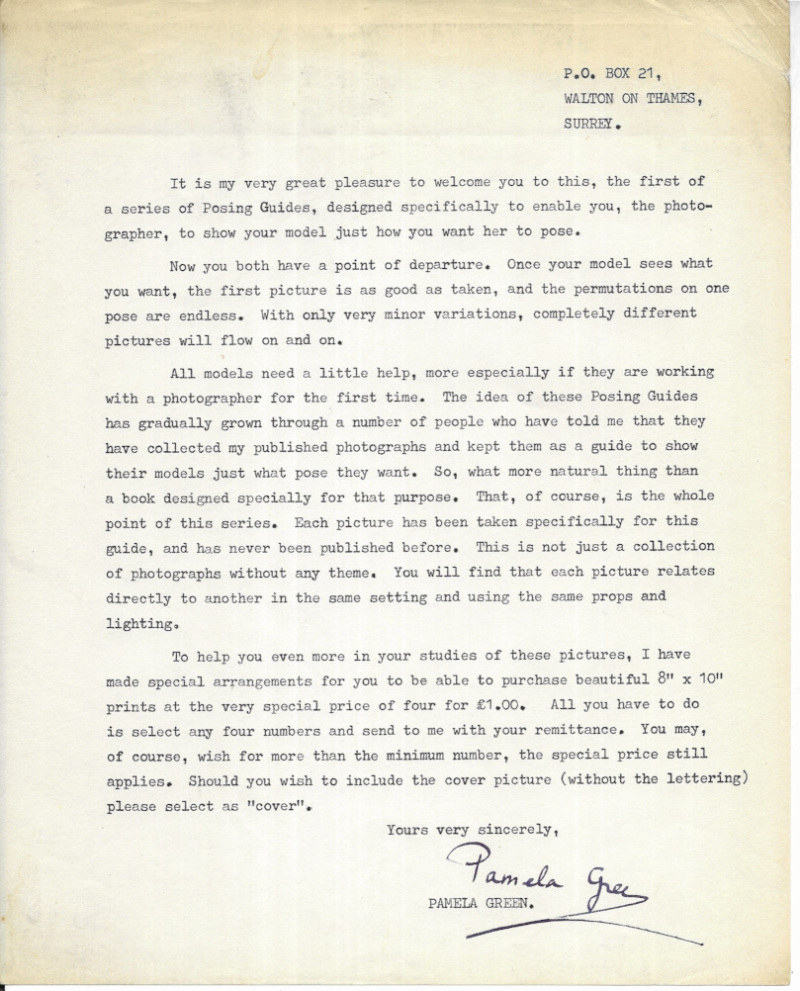 P.O. BOX 21,
WALTON ON THAMES,
SURREY.
It is my very great pleasure to welcome you to this, the first of
a series of Posing Guides, designed specifically to enable you, the photo-
grapher, to show your model just how you want her to pose.
Now you both have a point of departure. Once your model sees what
you want, the first picture is as good as taken, and the permutations on one
pose are endless. With only very minor variations, completely different
pictures will flow on and on.
All models need a little help, more especially if they are working
with a photographer for the first time. The idea of these Posing Guides
has gradually grown through a number of people who have told me that they
have collected my published photographs and kept them as a guide to show
their models just what pose they want. So, what more natural thing than
a book designed specially for that purpose. That, of course, is the whole
point of this series. Each picture has been taken specifically for this
guide, and has never been published before. This is not just a collection
of photographs without any theme. You will find that each picture relates
directly to another in the same setting and using the same props and
lighting.
To help you even more in your studies of these pictures, I have
made special arrangements for you to be able to purchase beautiful 8" x 10"
prints at the very special price of four for £1.00. All you have to do
is select any four numbers and send to me with your remittance. You may,
of course, wish for more than the minimum number, the special price still
applies. Should you wish to include the cover picture (without the lettering)
please select as "cover".
Yours very sincerely,
Pamela Green
PAMELA GREEN.